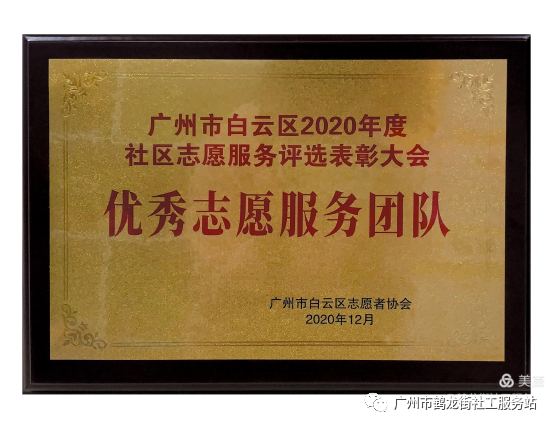 广州市白云区2020年度
社区志愿服务评选表彰大会
优秀志愿服务团队
广州市白云区志愿者协会
2020年12月
美篇
广州市鹤龙街社工服务站